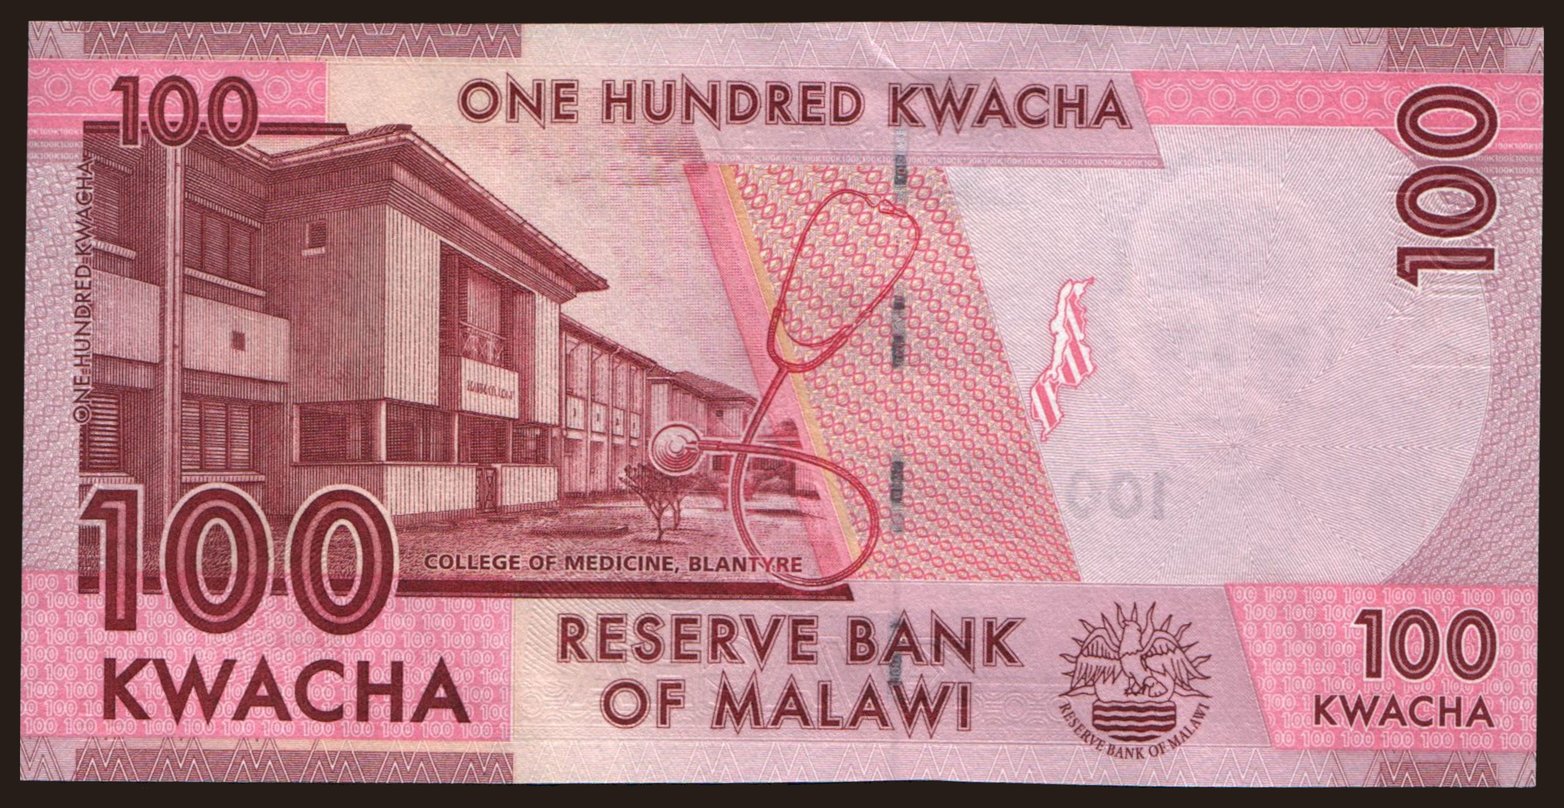 100
ONE HUNDRED KWACHA
100
ONE HUNDRED KWACHA
100
COLLEGE OF MEDICINE, BLANTYRE
100
KWACHA
RESERVE BANK
OF MALAWI
RESERVE BANK OF MALAWI
100
KWACHA